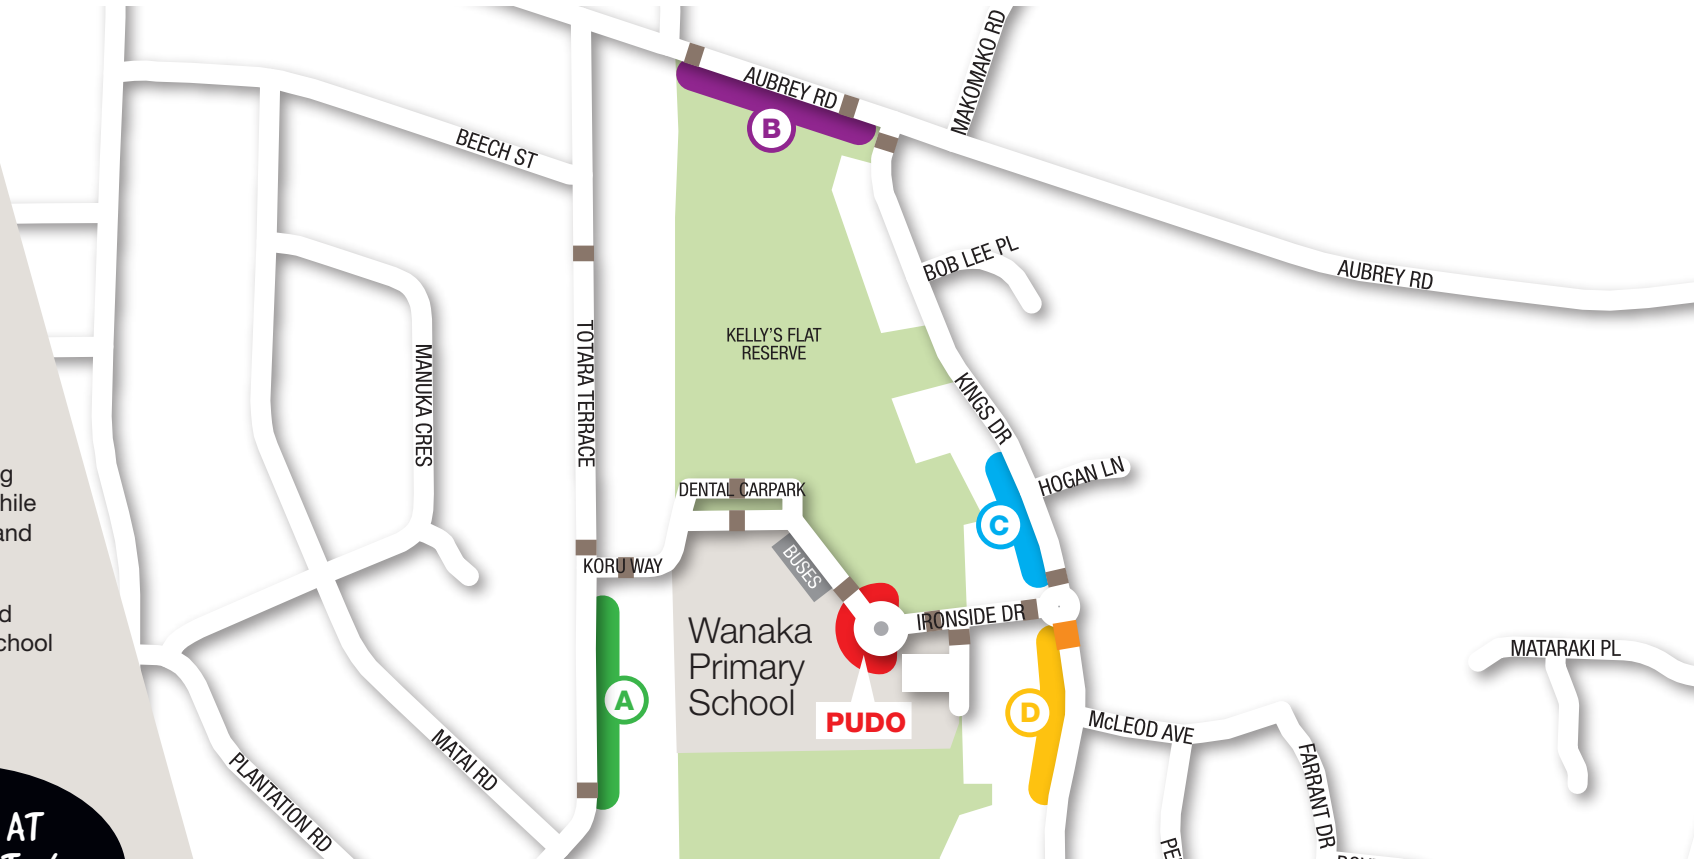 MAKOMAKO RD
AUBREY RD
B
BEECH ST
BOB LEE PL
AUBREY RD
KELLY'S FLAT
RESERVE
TOTARA TERRACE
MANUKA CRES
KINGS DR
HOGAN LN
DENTAL CARPARK
C
KORU WAY
BUSES
IRONSIDE DR
Wanaka
Primary
School
PUDO
A
D
MATARAKI PL
McLEOD AVE
FARRANT DR
MATAI RD
PLANTATION RD
g
hile
and
d
chool
AT